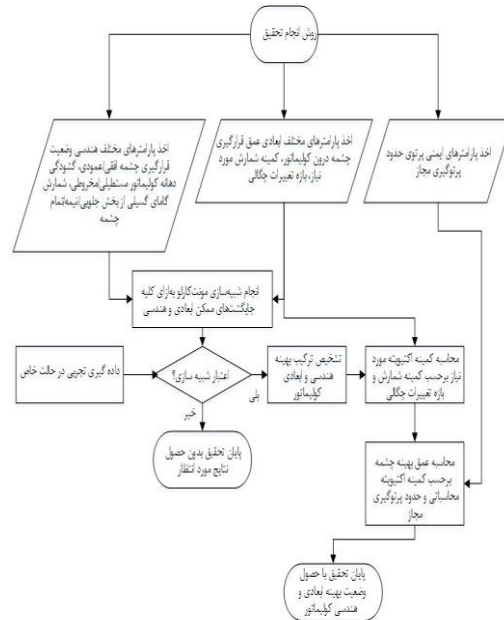 روش انجام تحقیق
اخذ پارامترهای مختلف هندسی وضعیت
قرارگیری چشمه افقی/عمودی، گشودگی
دهانه کولیماتور مستطیلی/مخروطی، شمارش
گامای گسیلی از بخش جلویی/نیمه/تمام
چشمه
اخذ پارامترهای مختلف ابعادی عمق قرارگیری
چشمه درون کولیماتور، کمینه شمارش مورد
نیاز، بازه تغییرات چگالی
اخذ پارامترهای ایمنی پرتوی حدود
پرتوگیری مجاز
انجام شبیه‌سازی مونت‌کارلو به‌ازای کلیه
جایگشت‌های ممکن ابعادی و هندسی
داده گیری تجربی در حالت خاص
اعتبار شبیه سازی؟
بلی
خیر
تشخیص ترکیب بهینه
هندسی و ابعادی
کولیماتور
محاسبه کمینه اکتیویته مورد
نیاز برحسب کمینه شمارش و
بازه تغییرات چگالی
پایان تحقیق بدون حصول
نتایج مورد انتظار
محاسبه عمق بهینه چشمه
برحسب کمینه اکتیویته
محاسباتی و حدود پرتوگیری
مجاز
پایان تحقیق با حصول
وضعیت بهینه ابعادی و
هندسی کولیماتور